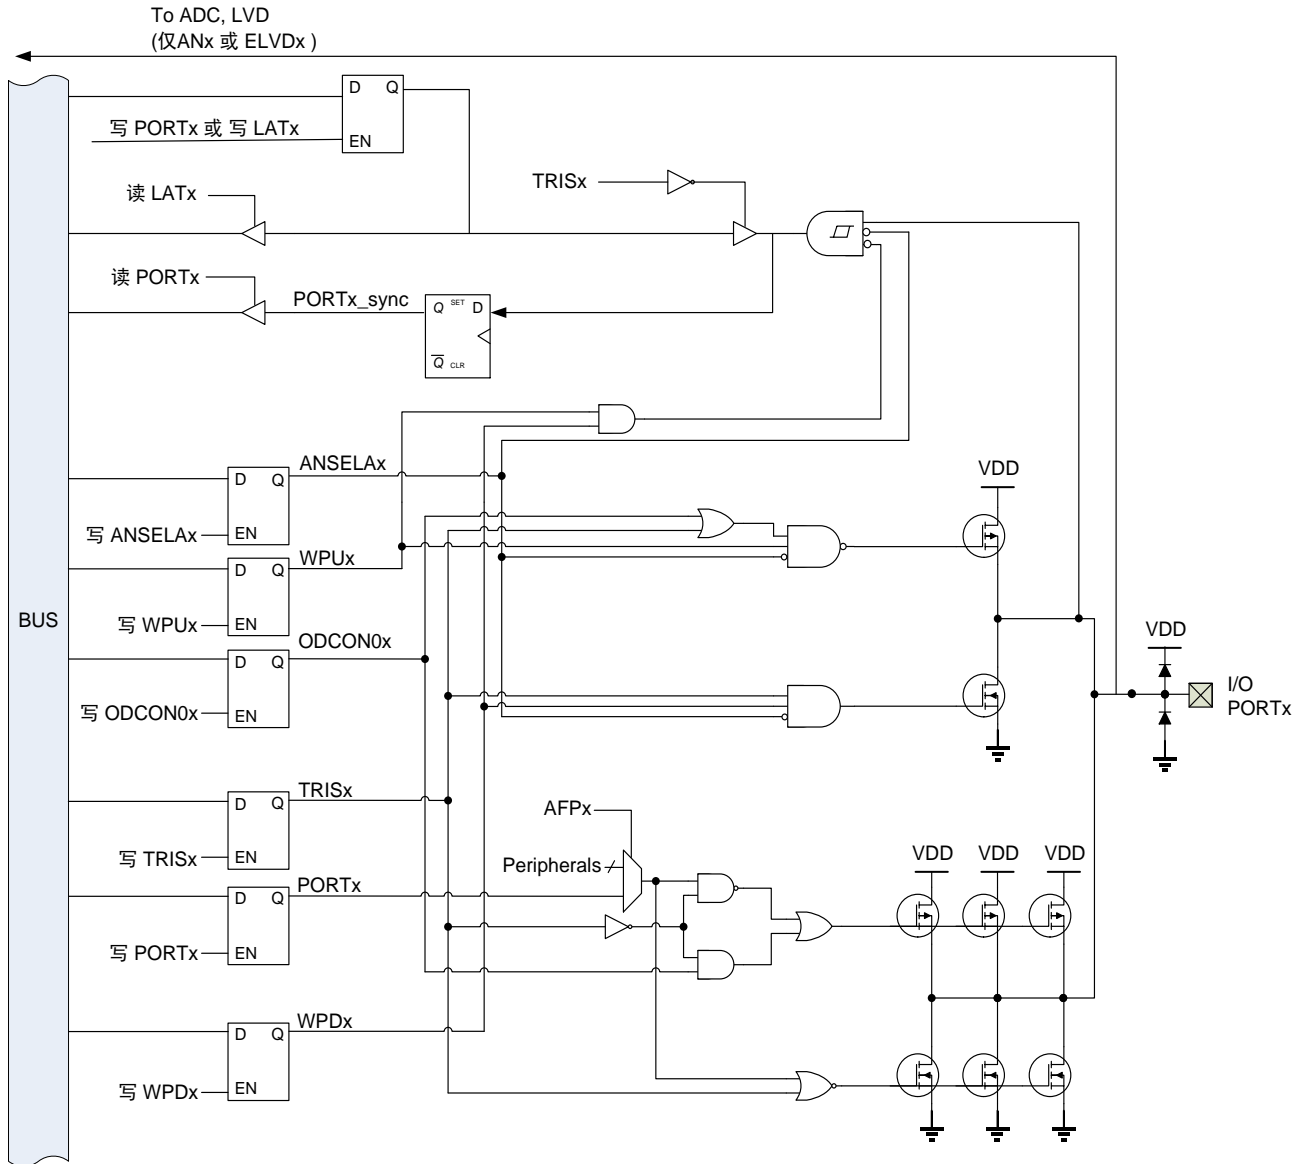 To ADC, LVD
(仅ANx 或 ELVDx )
D Q
写 PORTx 或 写 LATx
EN
读 LATx
TRISx
读 PORTx
PORTx_sync
Q SET D
Q CLR
ANSELAx
D Q
写 ANSELAx
EN
VDD
WPUx
D Q
写 WPUx
EN
BUS
ODCON0x
D Q
写 ODCON0x
EN
VDD
I/O
PORTx
TRISx
D Q
写 TRISx
EN
AFPx
Peripherals
VDD VDD VDD
PORTx
D Q
写 PORTx
EN
WPDx
D Q
写 WPDx
EN